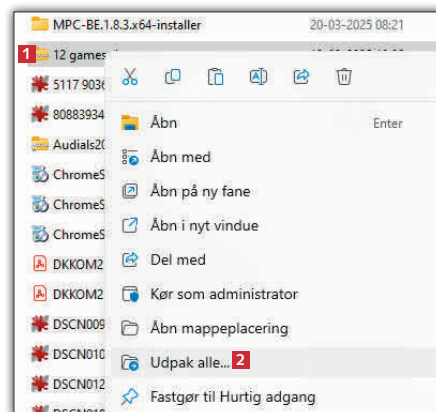 MPC-BE.1.8.3.x64-installer 20-03-2025 08:21
1 12 games
5117 9036
80883934
Åbn Enter
Audials20
Åbn med
ChromeS
Åbn på ny fane
ChromeS
Åbn i nyt vindue
ChromeS
Del med
DKKOM2
Kør som administrator
DKKOM2
Åbn mappeplacering
DSCN009
DSCN010
Udpak alle... 2
DSCN012
Fastgør til Hurtig adgang